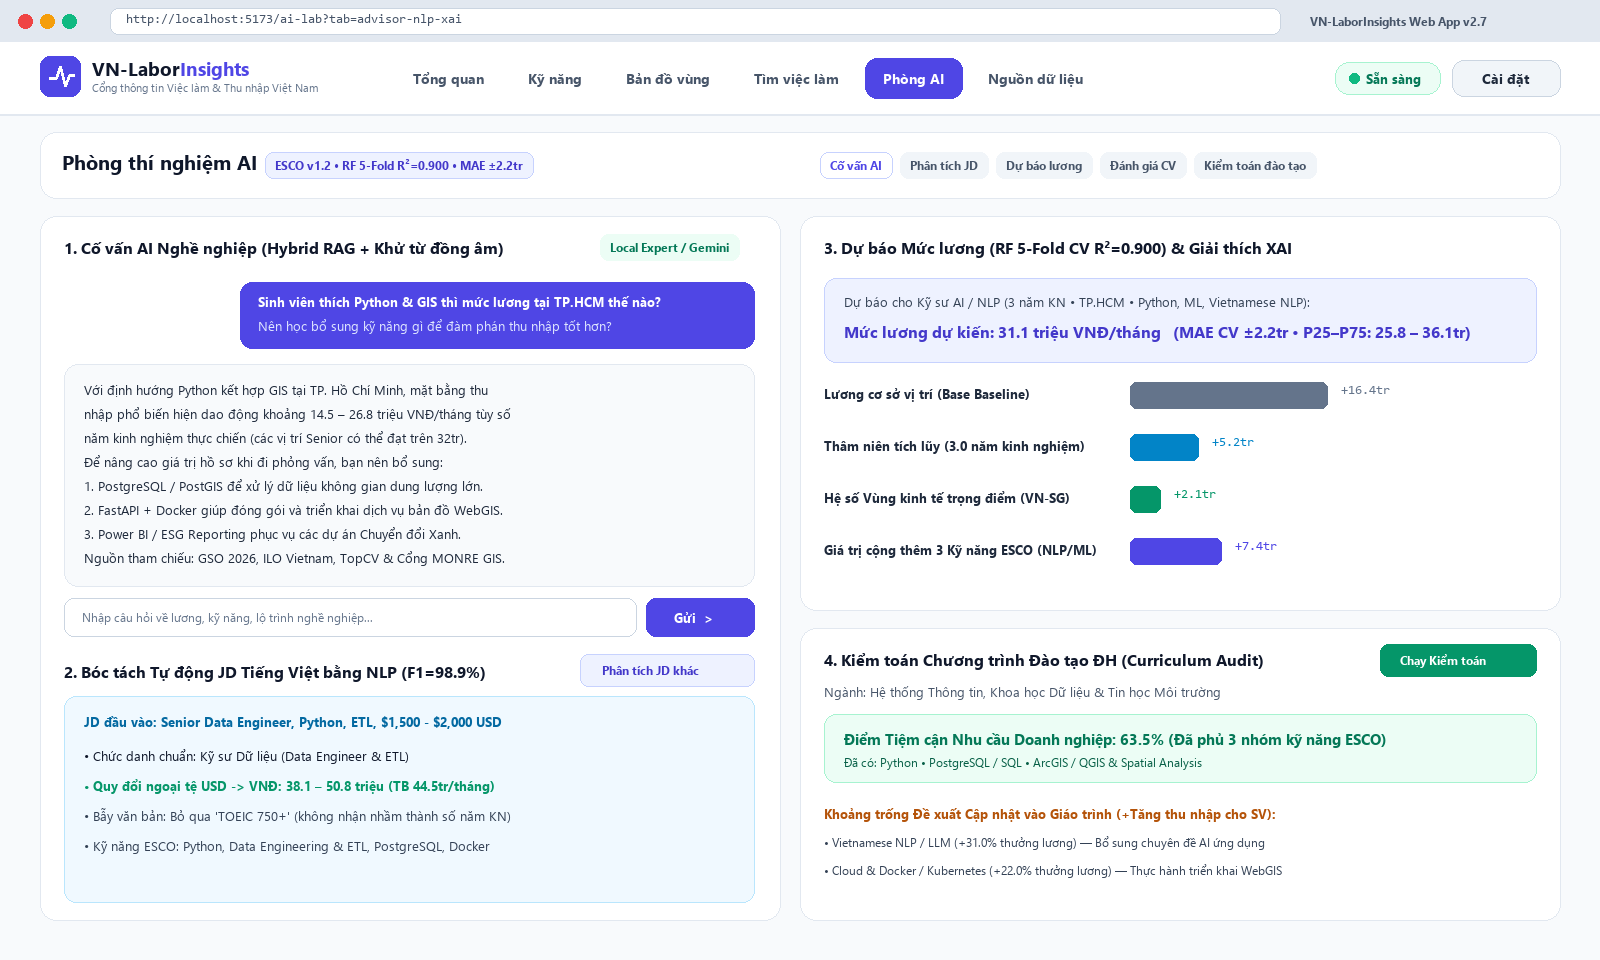 http://localhost:5173/ai-lab?tab=advisor-nlp-xai
VN-LaborInsights Web App v2.7
VN-LaborInsights
Cổng thông tin Việc làm & Thu nhập Việt Nam
Tổng quan
Kỹ năng
Bản đồ vùng
Tìm việc làm
Phòng AI
Nguồn dữ liệu
Sẵn sàng
Cài đặt
Phòng thí nghiệm AI
ESCO v1.2 • RF 5-Fold R²=0.900 • MAE ±2.2tr
Cố vấn AI
Phân tích JD
Dự báo lương
Đánh giá CV
Kiểm toán đào tạo
1. Cố vấn AI Nghề nghiệp (Hybrid RAG + Khử từ đồng âm)
Local Expert / Gemini
Sinh viên thích Python & GIS thì mức lương tại TP.HCM thế nào?
Nên học bổ sung kỹ năng gì để đàm phán thu nhập tốt hơn?
Với định hướng Python kết hợp GIS tại TP. Hồ Chí Minh, mặt bằng thu
nhập phổ biến hiện dao động khoảng 14.5 – 26.8 triệu VNĐ/tháng tùy số
năm kinh nghiệm thực chiến (các vị trí Senior có thể đạt trên 32tr).
Để nâng cao giá trị hồ sơ khi đi phỏng vấn, bạn nên bổ sung:
1. PostgreSQL / PostGIS để xử lý dữ liệu không gian dung lượng lớn.
2. FastAPI + Docker giúp đóng gói và triển khai dịch vụ bản đồ WebGIS.
3. Power BI / ESG Reporting phục vụ các dự án Chuyển đổi Xanh.
Nguồn tham chiếu: GSO 2026, ILO Vietnam, TopCV & Cổng MONRE GIS.
Nhập câu hỏi về lương, kỹ năng, lộ trình nghề nghiệp...
Gửi >
2. Bóc tách Tự động JD Tiếng Việt bằng NLP (F1=98.9%)
Phân tích JD khác
JD đầu vào: Senior Data Engineer, Python, ETL, $1,500 - $2,000 USD
• Chức danh chuẩn: Kỹ sư Dữ liệu (Data Engineer & ETL)
• Quy đổi ngoại tệ USD -> VNĐ: 38.1 – 50.8 triệu (TB 44.5tr/tháng)
• Bẫy văn bản: Bỏ qua 'TOEIC 750+' (không nhận nhầm thành số năm KN)
• Kỹ năng ESCO: Python, Data Engineering & ETL, PostgreSQL, Docker
3. Dự báo Mức lương (RF 5-Fold CV R²=0.900) & Giải thích XAI
Dự báo cho Kỹ sư AI / NLP (3 năm KN • TP.HCM • Python, ML, Vietnamese NLP):
Mức lương dự kiến: 31.1 triệu VNĐ/tháng (MAE CV ±2.2tr • P25–P75: 25.8 – 36.1tr)
Lương cơ sở vị trí (Base Baseline)
+16.4tr
Thâm niên tích lũy (3.0 năm kinh nghiệm)
+5.2tr
Hệ số Vùng kinh tế trọng điểm (VN-SG)
+2.1tr
Giá trị cộng thêm 3 Kỹ năng ESCO (NLP/ML)
+7.4tr
4. Kiểm toán Chương trình Đào tạo ĐH (Curriculum Audit)
Chạy Kiểm toán
Ngành: Hệ thống Thông tin, Khoa học Dữ liệu & Tin học Môi trường
Điểm Tiệm cận Nhu cầu Doanh nghiệp: 63.5% (Đã phủ 3 nhóm kỹ năng ESCO)
Đã có: Python • PostgreSQL / SQL • ArcGIS / QGIS & Spatial Analysis
Khoảng trống Đề xuất Cập nhật vào Giáo trình (+Tăng thu nhập cho SV):
• Vietnamese NLP / LLM (+31.0% thưởng lương) — Bổ sung chuyên đề AI ứng dụng
• Cloud & Docker / Kubernetes (+22.0% thưởng lương) — Thực hành triển khai WebGIS